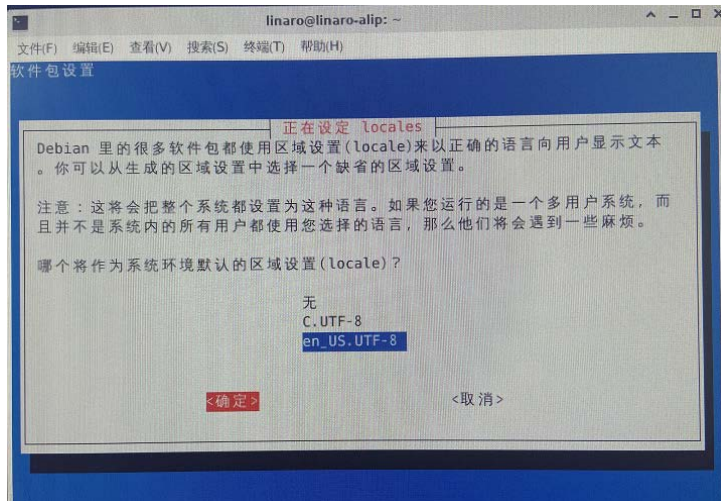 linaro@linaro-alip: ~
文件(F) 编辑(E) 查看(V) 搜索(S) 终端(T) 帮助(H)
软件包设置
正在设定 locales
Debian 里的很多软件包都使用区域设置(locale)来以正确的语言向用户显示文本
。你可以从生成的区域设置中选择一个缺省的区域设置。
注意：这将会把整个系统都设置为这种语言。如果您运行的是一个多用户系统，而
且并不是系统内的所有用户都使用您选择的语言，那么他们将会遇到一些麻烦。
哪个将作为系统环境默认的区域设置(locale)？
无
C.UTF-8
en_US.UTF-8
<确定> <取消>